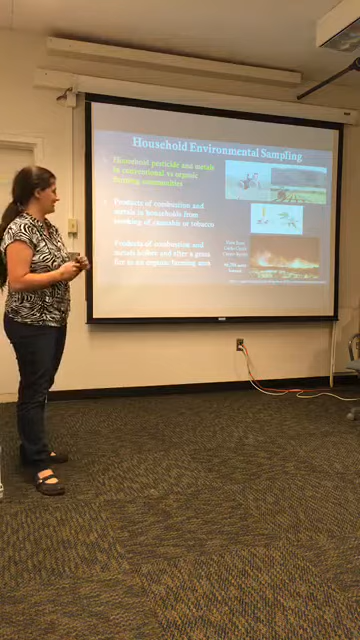 Household Environmental Sampling
Household pesticide and metals
in conventional vs organic
farming communities
Products of combustion and
metals in households from
smoking of cannabis or tobacco
Products of combustion and
metals before and after a grass
fire in an organic farming area